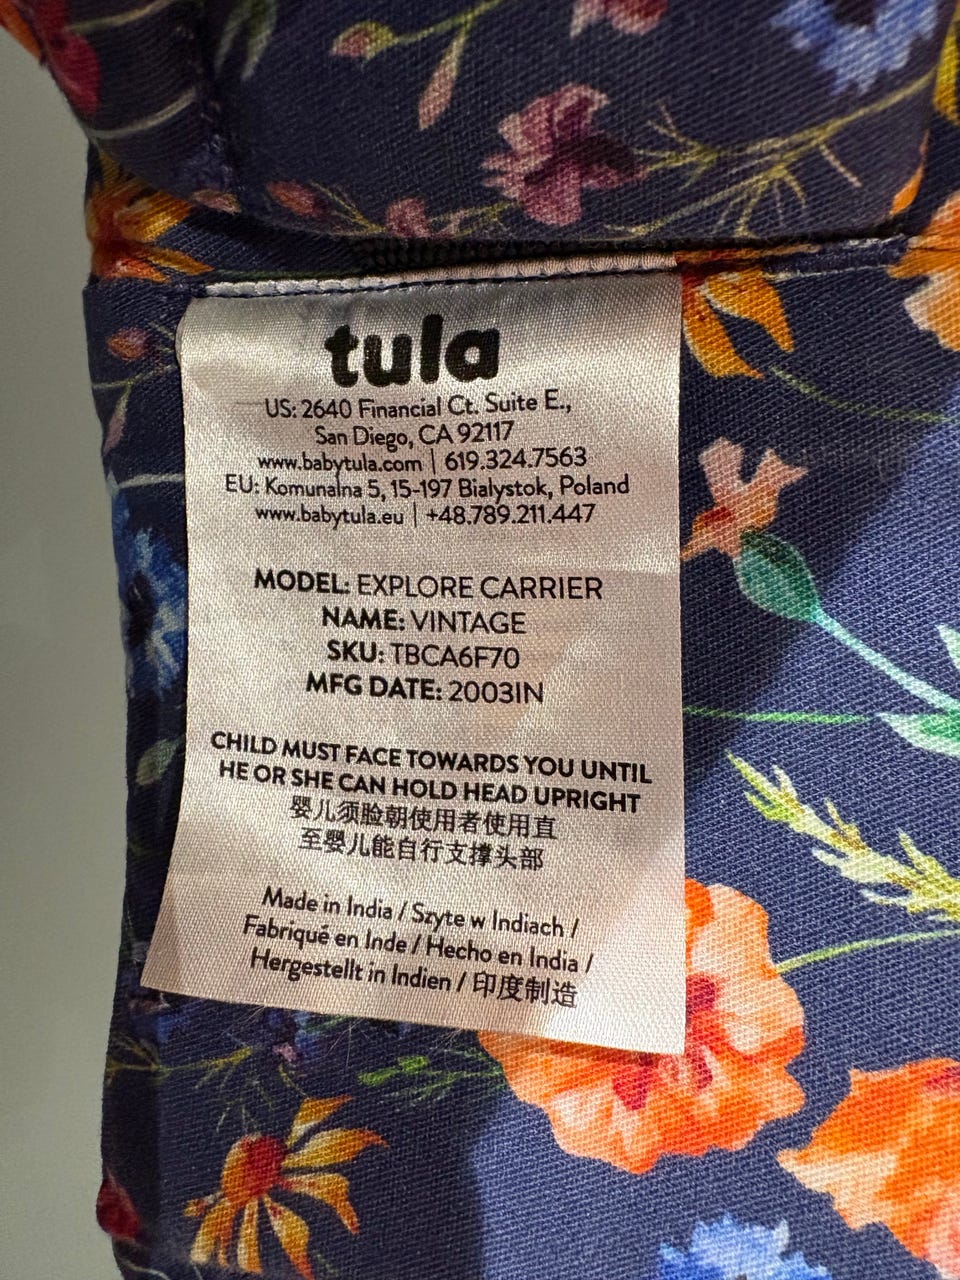 tula
US: 2640 Financial Ct. Suite E.,
San Diego, CA 92117
www.babytula.com | 619.324.7563
EU: Komunalna 5, 15-197 Bialystok, Poland
www.babytula.eu | +48.789.211.447
MODEL: EXPLORE CARRIER
NAME: VINTAGE
SKU: TBCA6F70
MFG DATE: 2003IN
CHILD MUST FACE TOWARDS YOU UNTIL
HE OR SHE CAN HOLD HEAD UPRIGHT
婴儿须脸朝使用者使用直
至婴儿能自行支撑头部
Made in India / Szyte w Indiach /
Fabriqué en Inde / Hecho en India /
Hergestellt in Indien / 印度制造